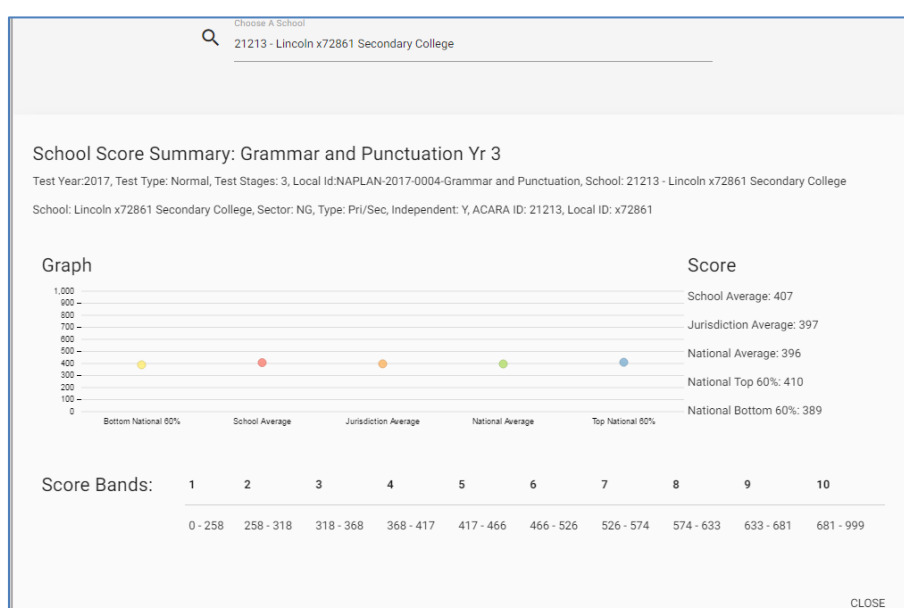 Choose A School
21213 - Lincoln x72861 Secondary College
School Score Summary: Grammar and Punctuation Yr 3
Test Year:2017, Test Type: Normal, Test Stages: 3, Local Id:NAPLAN-2017-0004-Grammar and Punctuation, School: 21213 - Lincoln x72861 Secondary College
School: Lincoln x72861 Secondary College, Sector: NG, Type: Pri/Sec, Independent: Y, ACARA ID: 21213, Local ID: x72861
Graph
1,000
900
800
700
600
500
400
300
200
100
0
Bottom National 60% School Average Jurisdiction Average National Average Top National 60%
Score
School Average: 407
Jurisdiction Average: 397
National Average: 396
National Top 60%: 410
National Bottom 60%: 389
Score Bands: 1 2 3 4 5 6 7 8 9 10
0 - 258 258 - 318 318 - 368 368 - 417 417 - 466 466 - 526 526 - 574 574 - 633 633 - 681 681 - 999
CLOSE